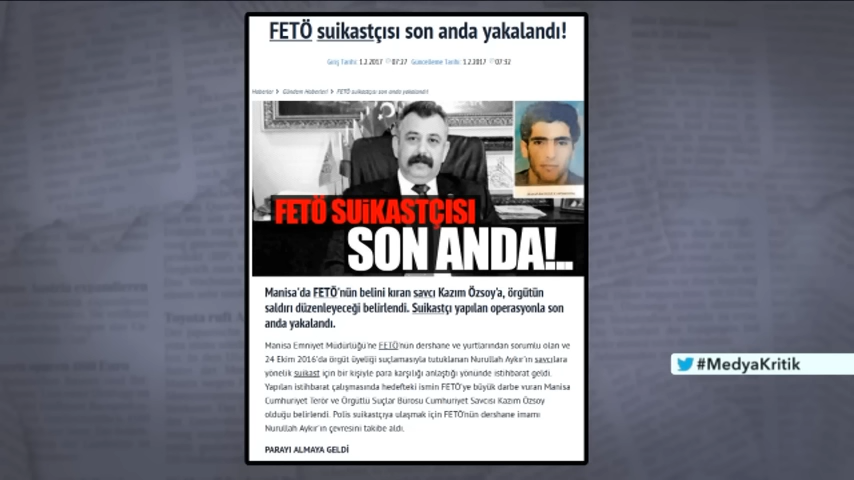 FETÖ suikastçısı son anda yakalandı!
Giriş Tarihi: 1.2.2017 07:27 Güncelleme Tarihi: 1.2.2017 07:32
Haberler > Gündem Haberleri > FETÖ suikastçısı son anda yakalandı!
FETÖ SUİKASTÇISI
SON ANDA!..
Manisa'da FETÖ'nün belini kıran savcı Kazım Özsoy'a, örgütün
saldırı düzenleyeceği belirlendi. Suikastçı yapılan operasyonla son
anda yakalandı.
Manisa Emniyet Müdürlüğü'ne FETÖ'nün dershane ve yurtlarından sorumlu olan ve
24 Ekim 2016'da örgüt üyeliği suçlamasıyla tutuklanan Nurullah Aykır'ın savcılara
yönelik suikast için bir kişiyle para karşılığı anlaştığı yönünde istihbarat geldi.
Yapılan istihbarat çalışmasında hedefteki ismin FETÖ'ye büyük darbe vuran Manisa
Cumhuriyet Terör ve Örgütlü Suçlar Bürosu Cumhuriyet Savcısı Kazım Özsoy
olduğu belirlendi. Polis suikastçıya ulaşmak için FETÖ'nün dershane imamı
Nurullah Aykır'ın çevresini takibe aldı.
PARAYI ALMAYA GELDİ
#MedyaKritik